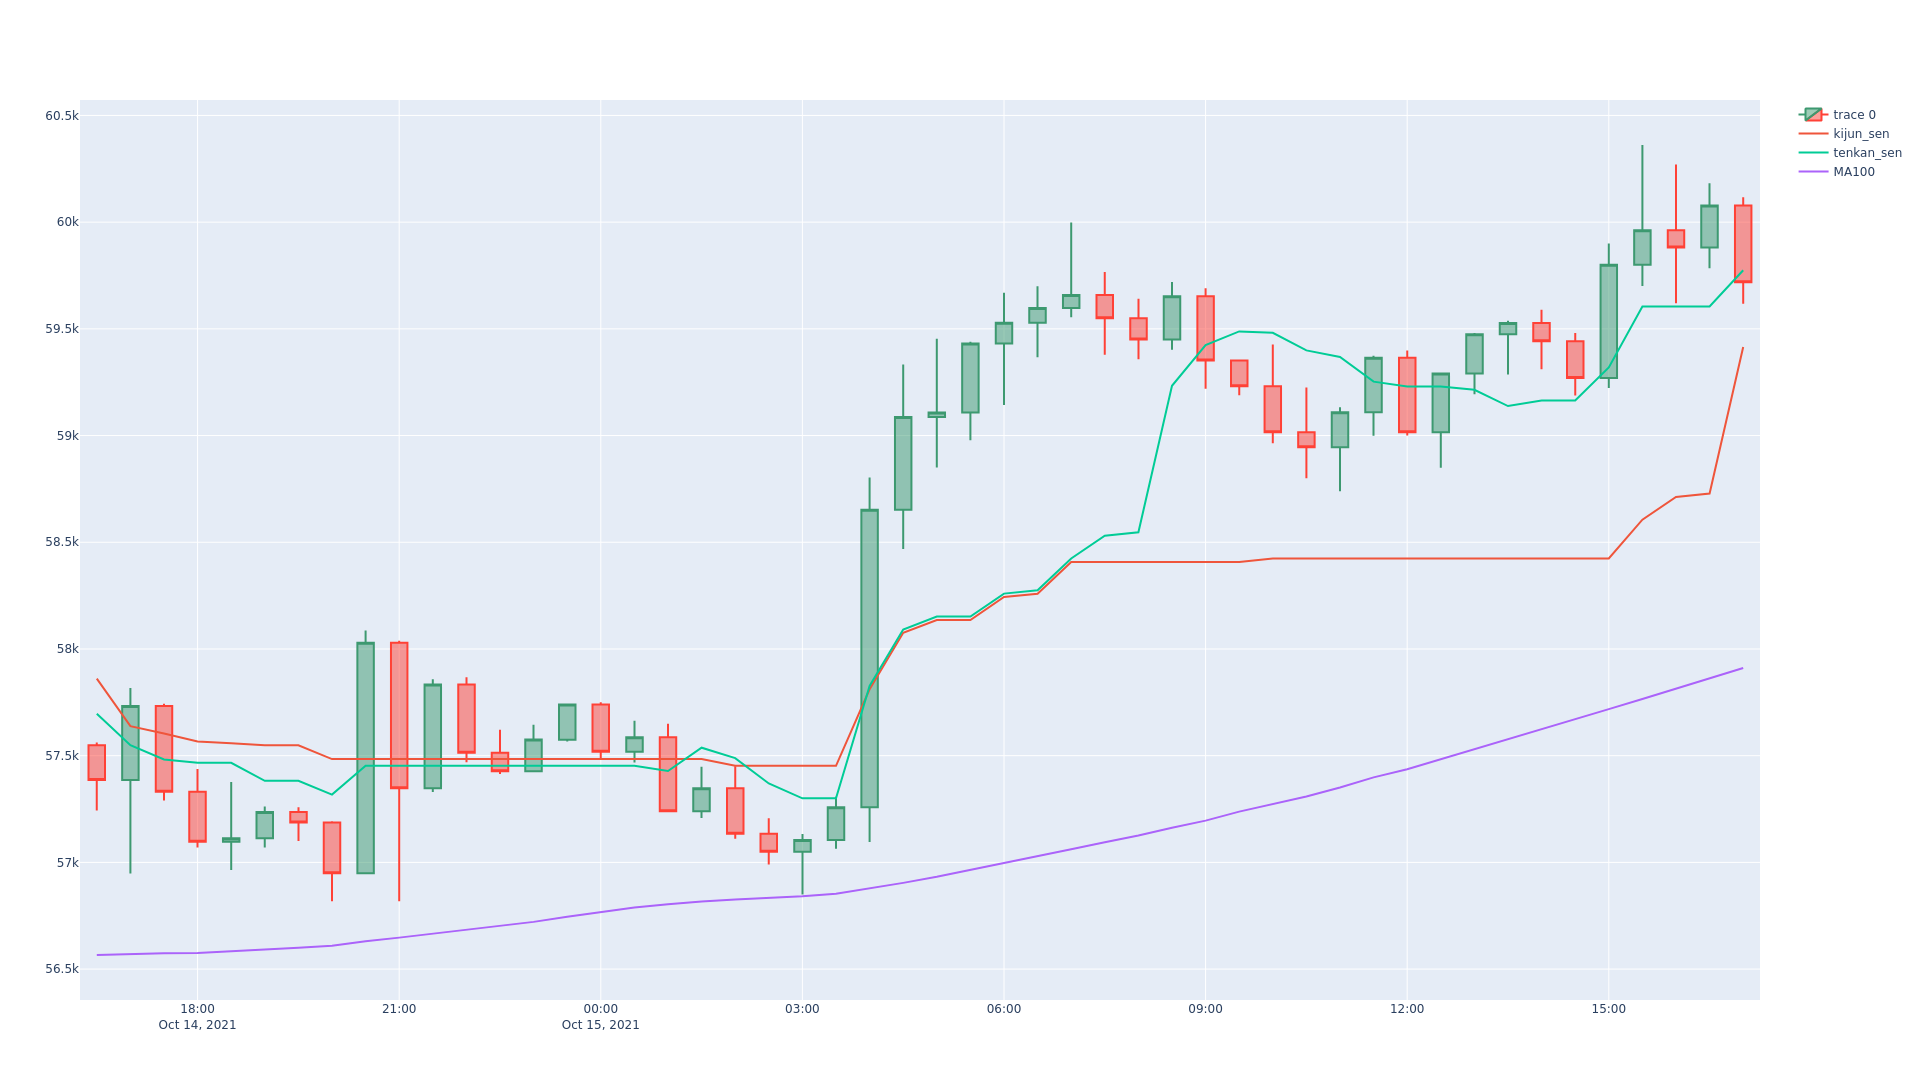 60.5k
60k
59.5k
59k
58.5k
58k
57.5k
57k
56.5k
18:00
Oct 14, 2021
21:00
00:00
Oct 15, 2021
03:00
06:00
09:00
12:00
15:00
trace 0
kijun_sen
tenkan_sen
MA100